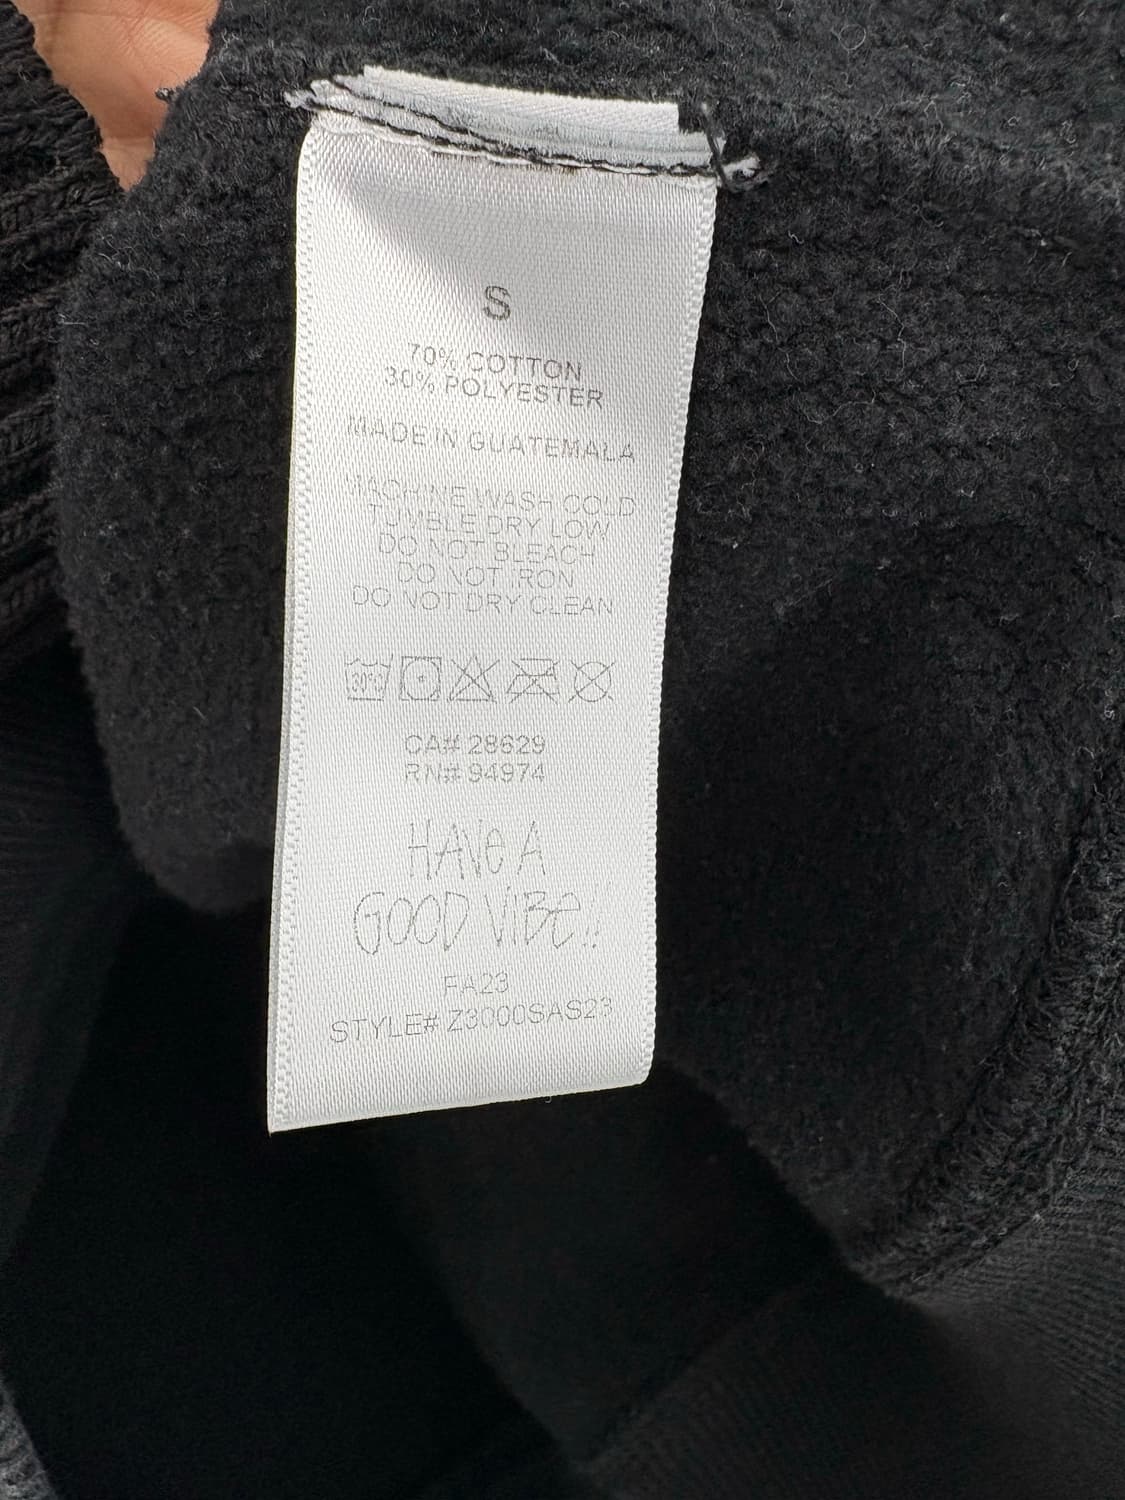 S
70% COTTON
30% POLYESTER
MADE IN GUATEMALA
MACHINE WASH COLD
TUMBLE DRY LOW
DO NOT BLEACH
DO NOT IRON
DO NOT DRY CLEAN
30°C
CA# 28629
RN# 94974
HAVE A
GOOD VIBE!!
FA23
STYLE# Z3000SAS23